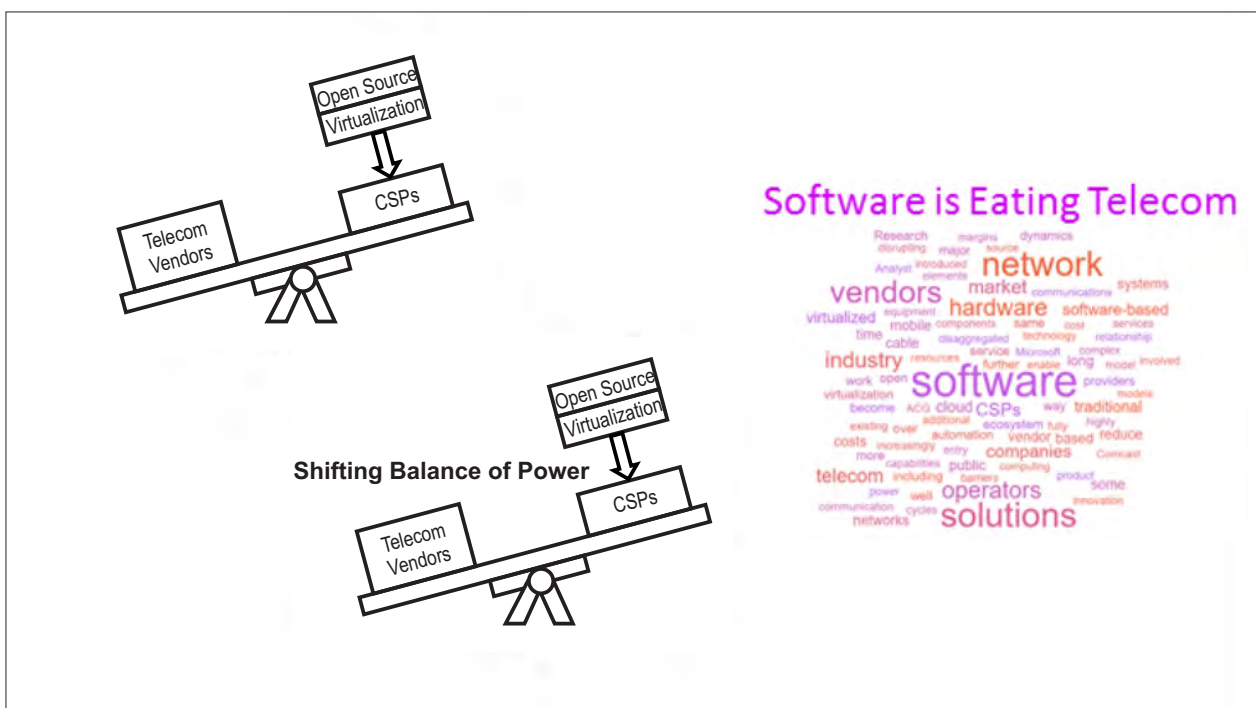 Open Source
Virtualization
CSPs
Telecom
Vendors
Open Source
Virtualization
Shifting Balance of Power
CSPs
Telecom
Vendors
Software is Eating Telecom
Research margins dynamics
disrupting major source
network
Analyst introduced
elements
market communications systems
vendors
hardware software-based
virtualized equipment
mobile components same cost services
time
cable disaggregated technology relationship
industry
service Microsoft complex
resources further enable long model involved
work open
software
providers
virtualization
models
become ACG cloud CSPs way traditional
additional
existing over ecosystem fully highly
automation
costs increasingly entry vendor based reduce
more
companies Comcast
capabilities public computing
telecom including barriers product
some
power well operators
innovation
communication cycles
solutions
networks